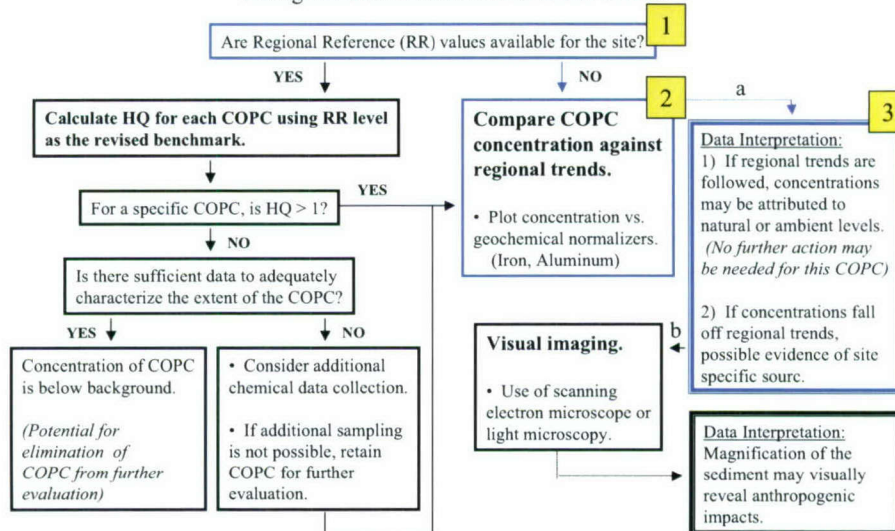 1
Are Regional Reference (RR) values available for the site?
YES
NO
Calculate HQ for each COPC using RR level
as the revised benchmark.
YES
For a specific COPC, is HQ > 1?
NO
Is there sufficient data to adequately
characterize the extent of the COPC?
YES
NO
Concentration of COPC
is below background.
(Potential for
elimination of
COPC from further
evaluation)
• Consider additional
chemical data collection.
• If additional sampling
is not possible, retain
COPC for further
evaluation.
2
Compare COPC
concentration against
regional trends.
• Plot concentration vs.
geochemical normalizers.
(Iron, Aluminum)
a
3
Data Interpretation:
1) If regional trends are
followed, concentrations
may be attributed to
natural or ambient levels.
(No further action may
be needed for this COPC)
2) If concentrations fall
off regional trends,
possible evidence of site
specific sourc.
b
Visual imaging.
• Use of scanning
electron microscope or
light microscopy.
Data Interpretation:
Magnification of the
sediment may visually
reveal anthropogenic
impacts.